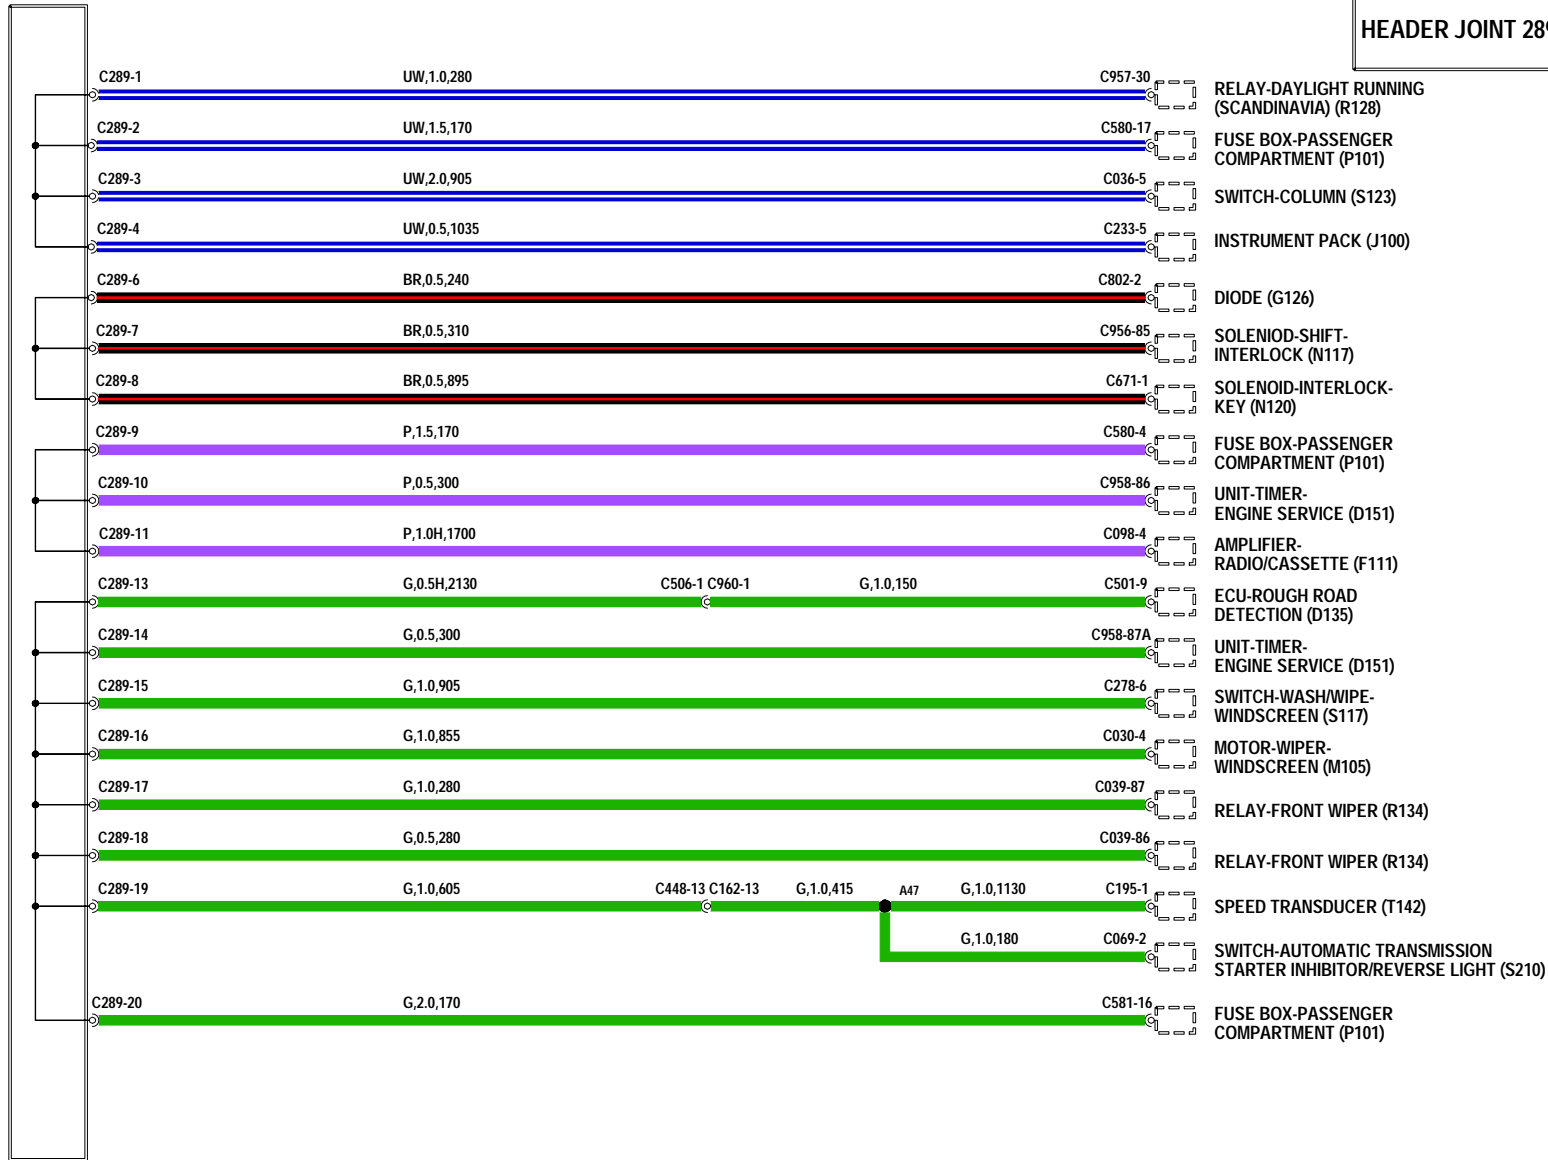 HEADER JOINT 289
C289-1 UW,1.0,280 C957-30
RELAY-DAYLIGHT RUNNING
(SCANDINAVIA) (R128)
C289-2 UW,1.5,170 C580-17
FUSE BOX-PASSENGER
COMPARTMENT (P101)
C289-3 UW,2.0,905 C036-5
SWITCH-COLUMN (S123)
C289-4 UW,0.5,1035 C233-5
INSTRUMENT PACK (J100)
C289-6 BR,0.5,240 C802-2
DIODE (G126)
C289-7 BR,0.5,310 C956-85
SOLENIOD-SHIFT-
INTERLOCK (N117)
C289-8 BR,0.5,895 C671-1
SOLENOID-INTERLOCK-
KEY (N120)
C289-9 P,1.5,170 C580-4
FUSE BOX-PASSENGER
COMPARTMENT (P101)
C289-10 P,0.5,300 C958-86
UNIT-TIMER-
ENGINE SERVICE (D151)
C289-11 P,1.0H,1700 C098-4
AMPLIFIER-
RADIO/CASSETTE (F111)
C289-13 G,0.5H,2130 C506-1 C960-1 G,1.0,150 C501-9
ECU-ROUGH ROAD
DETECTION (D135)
C289-14 G,0.5,300 C958-87A
UNIT-TIMER-
ENGINE SERVICE (D151)
C289-15 G,1.0,905 C278-6
SWITCH-WASH/WIPE-
WINDSCREEN (S117)
C289-16 G,1.0,855 C030-4
MOTOR-WIPER-
WINDSCREEN (M105)
C289-17 G,1.0,280 C039-87
RELAY-FRONT WIPER (R134)
C289-18 G,0.5,280 C039-86
RELAY-FRONT WIPER (R134)
C289-19 G,1.0,605 C448-13 C162-13 G,1.0,415 A47 G,1.0,1130 C195-1
SPEED TRANSDUCER (T142)
G,1.0,180 C069-2
SWITCH-AUTOMATIC TRANSMISSION
STARTER INHIBITOR/REVERSE LIGHT (S210)
C289-20 G,2.0,170 C581-16
FUSE BOX-PASSENGER
COMPARTMENT (P101)